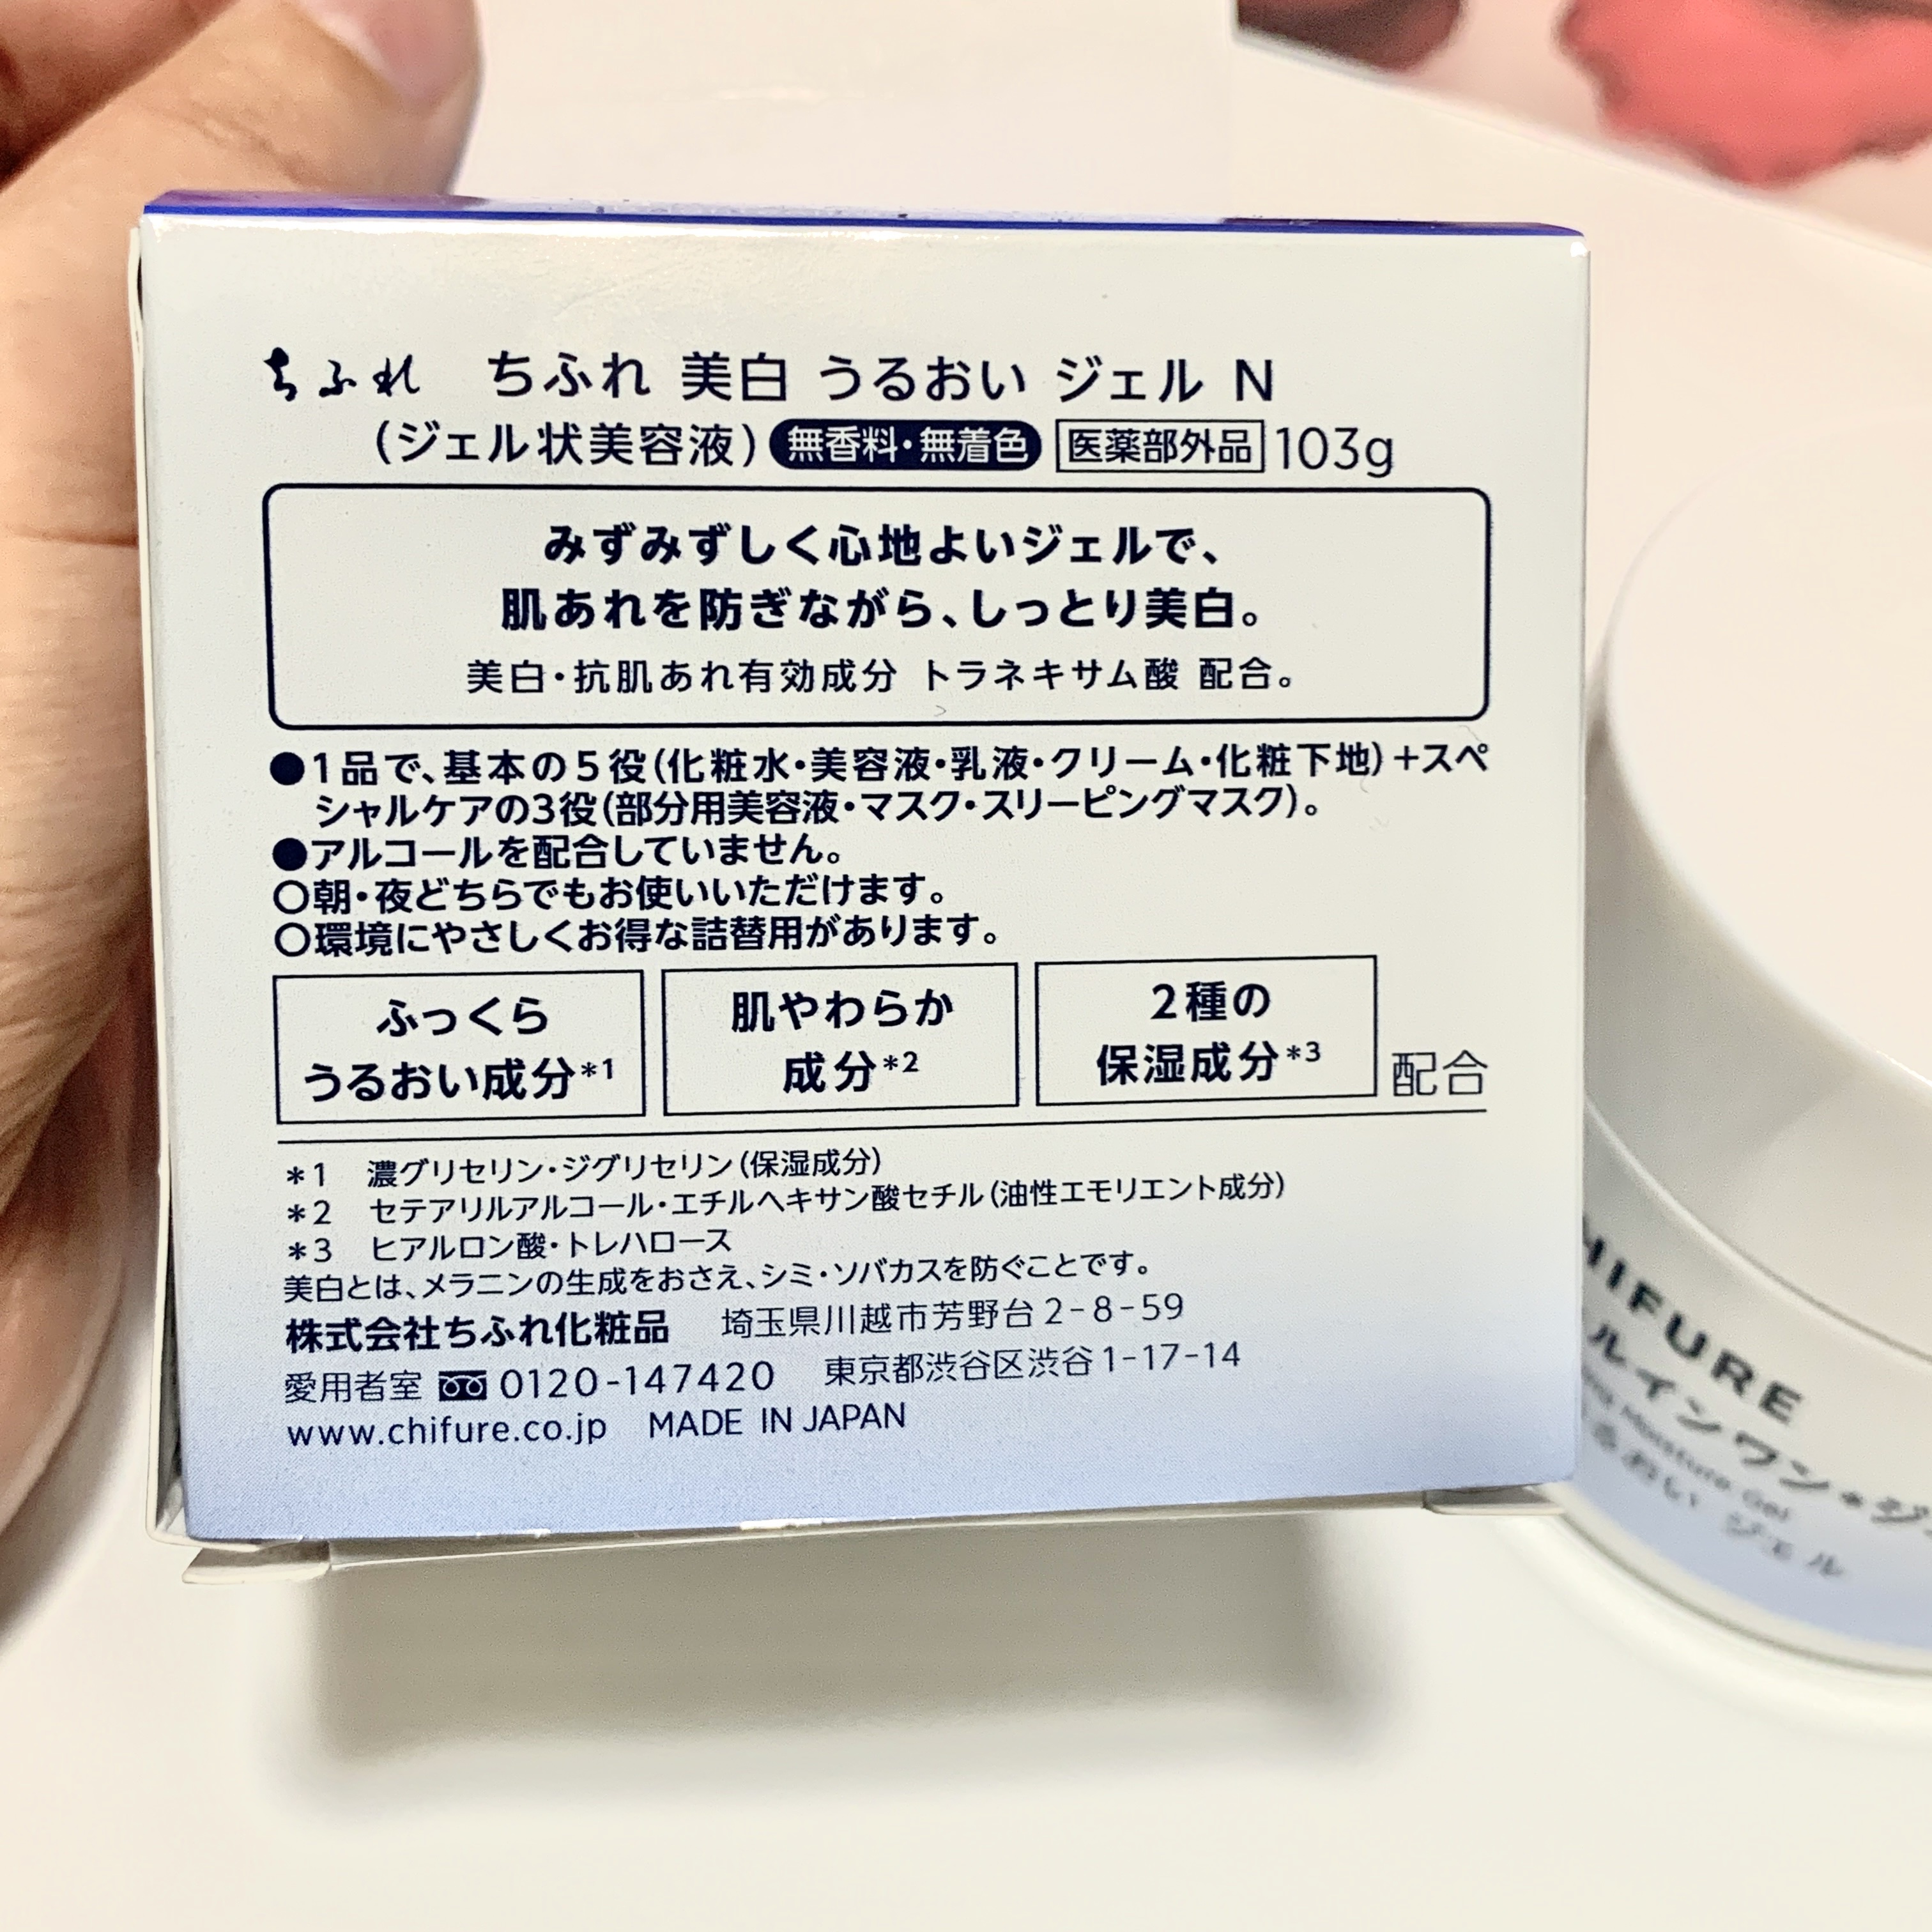 ちふれ ちふれ 美白 うるおい ジェル N
(ジェル状美容液) 無香料・無着色 医薬部外品 103g
みずみずしく心地よいジェルで、
肌あれを防ぎながら、しっとり美白。
美白・抗肌あれ有効成分 トラネキサム酸 配合。
●1品で、基本の5役(化粧水・美容液・乳液・クリーム・化粧下地)+スペ
シャルケアの3役(部分用美容液・マスク・スリーピングマスク)。
●アルコールを配合していません。
○朝・夜どちらでもお使いいただけます。
○環境にやさしくお得な詰替用があります。
ふっくら
うるおい成分*1
肌やわらか
成分*2
2種の
保湿成分*3
配合
*1 濃グリセリン・ジグリセリン(保湿成分)
*2 セテアリルアルコール・エチルヘキサン酸セチル(油性エモリエント成分)
*3 ヒアルロン酸・トレハロース
美白とは、メラニンの生成をおさえ、シミ・ソバカスを防ぐことです。
株式会社ちふれ化粧品 埼玉県川越市芳野台2-8-59
愛用者室 0120-147420 東京都渋谷区渋谷1-17-14
www.chifure.co.jp MADE IN JAPAN
HIFURE
ルインワン・ジ
Moisture Gel
るおい ジェル